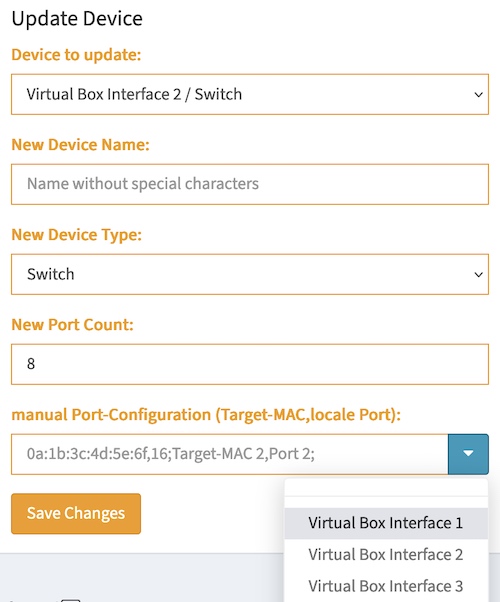 Update Device
Device to update:
Virtual Box Interface 2 / Switch
New Device Name:
Name without special characters
New Device Type:
Switch
New Port Count:
8
manual Port-Configuration (Target-MAC,locale Port):
0a:1b:3c:4d:5e:6f,16;Target-MAC 2,Port 2;
Save Changes
Virtual Box Interface 1
Virtual Box Interface 2
Virtual Box Interface 3